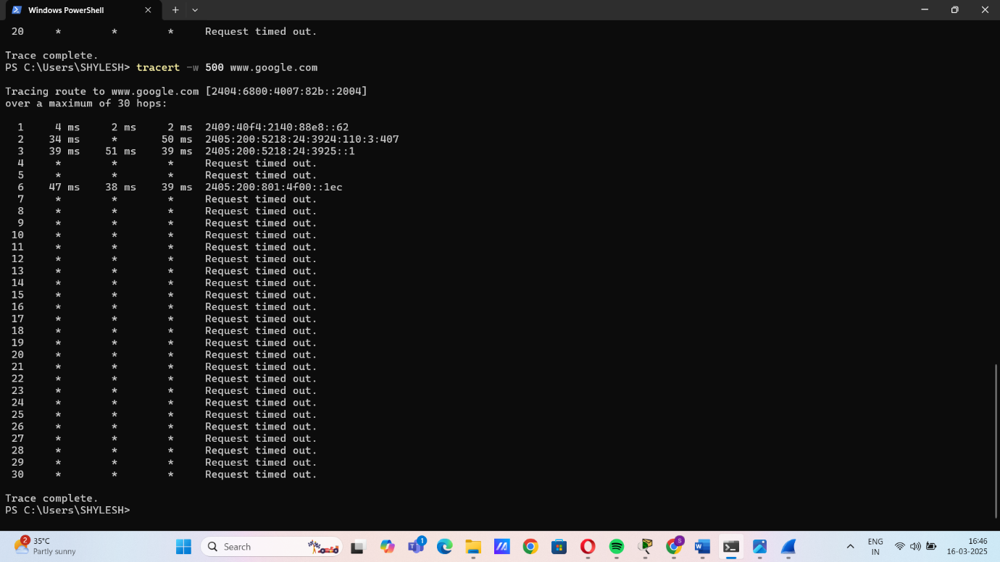 Windows PowerShell
20 * * * Request timed out.
Trace complete.
PS C:\Users\SHYLESH> tracert -w 500 www.google.com
Tracing route to www.google.com [2404:6800:4007:82b::2004]
over a maximum of 30 hops:
1 4 ms 2 ms 2 ms 2409:40f4:2140:88e8::62
2 34 ms * 50 ms 2405:200:5218:24:3924:110:3:407
3 39 ms 51 ms 39 ms 2405:200:5218:24:3925::1
4 * * * Request timed out.
5 * * * Request timed out.
6 47 ms 38 ms 39 ms 2405:200:801:4f00::1ec
7 * * * Request timed out.
8 * * * Request timed out.
9 * * * Request timed out.
10 * * * Request timed out.
11 * * * Request timed out.
12 * * * Request timed out.
13 * * * Request timed out.
14 * * * Request timed out.
15 * * * Request timed out.
16 * * * Request timed out.
17 * * * Request timed out.
18 * * * Request timed out.
19 * * * Request timed out.
20 * * * Request timed out.
21 * * * Request timed out.
22 * * * Request timed out.
23 * * * Request timed out.
24 * * * Request timed out.
25 * * * Request timed out.
26 * * * Request timed out.
27 * * * Request timed out.
28 * * * Request timed out.
29 * * * Request timed out.
30 * * * Request timed out.
Trace complete.
PS C:\Users\SHYLESH>
2 35°C
Partly sunny
Search
1
S
ENG
IN
16:46
16-03-2025